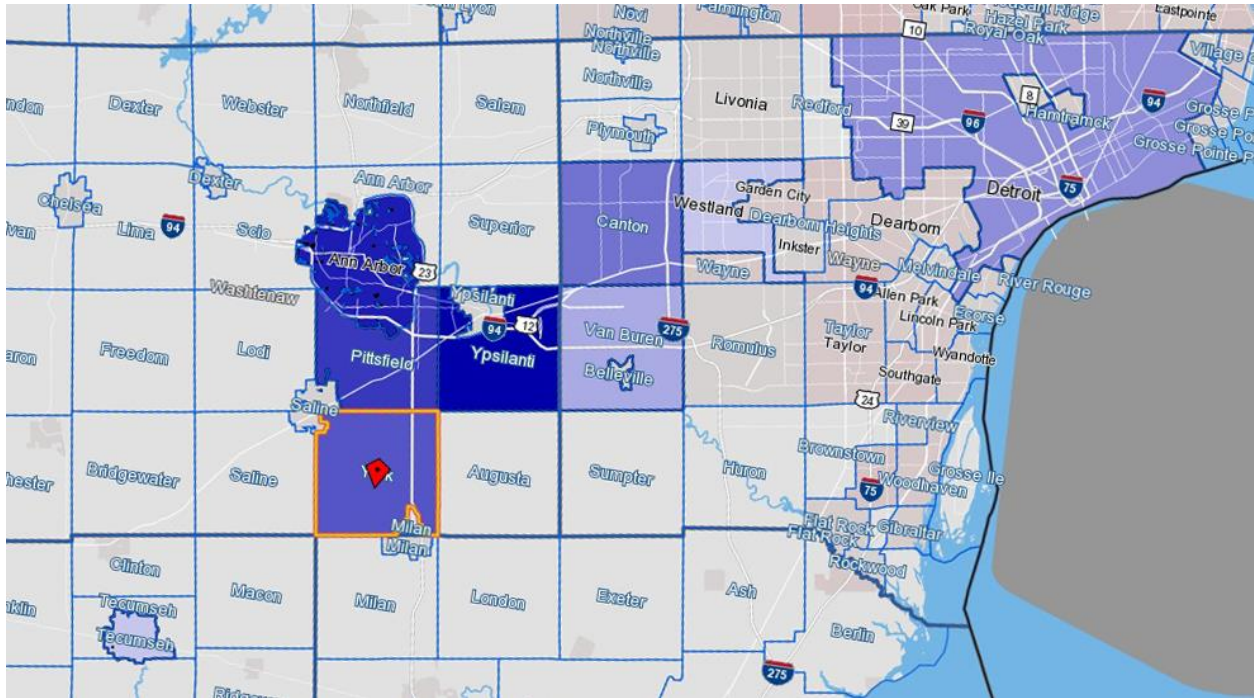 Novi
Farmington
Oak Park
Hazel Park
Royal Oak
Eastpointe
Northville
Northville
Northville
10
Dexter
Webster
Northfield
Salem
Livonia
Redford
39
96
8
Hamtramck
94
Plymouth
Detroit
75
Chelsea
Dexter
Ann Arbor
Lima
94
Scio
Ann Arbor
23
Superior
Canton
Westland
Garden City
Dearborn Heights
Inkster
Dearborn
Wayne
Wayne
Melvindale
River Rouge
Washtenaw
Ypsilanti
94
12
Allen Park
Ecorse
Lincoln Park
Freedom
Lodi
Pittsfield
Ypsilanti
Van Buren
275
Romulus
Taylor
Taylor
94
Wyandotte
Belleville
Southgate
24
Saline
Riverview
Bridgewater
Saline
Augusta
Sumpter
Huron
Brownstown
75
Woodhaven
Grosse Ile
Milan
Milan
Flat Rock
Gibraltar
Flat Rock
Rockwood
Clinton
Tecumseh
Tecumseh
Macon
Milan
London
Exeter
Ash
Berlin
275